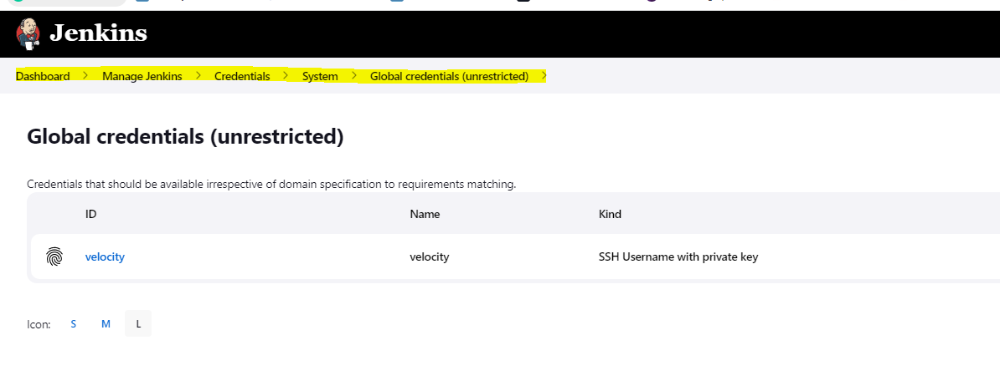 Jenkins
Dashboard > Manage Jenkins > Credentials > System > Global credentials (unrestricted) >
Global credentials (unrestricted)
Credentials that should be available irrespective of domain specification to requirements matching.
ID Name Kind
velocity velocity SSH Username with private key
Icon: S M L